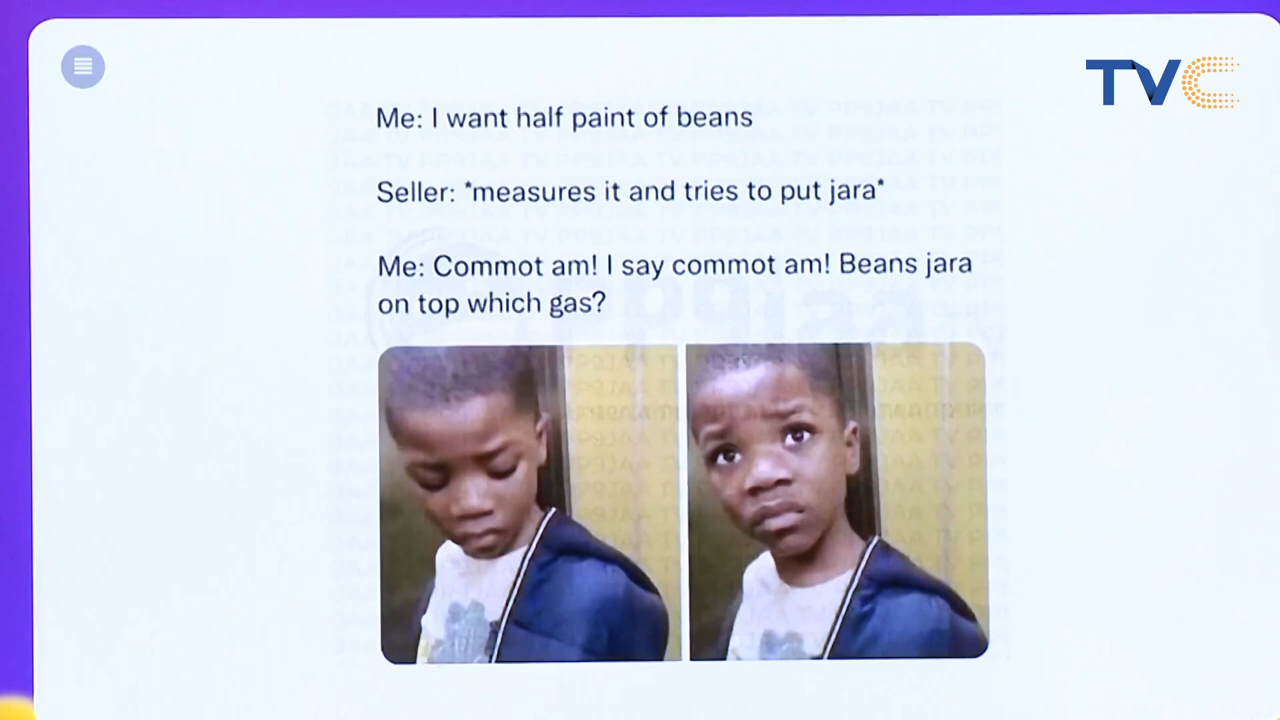 TVC
Me: I want half paint of beans
Seller: *measures it and tries to put jara*
Me: Commot am! I say commot am! Beans jara
on top which gas?